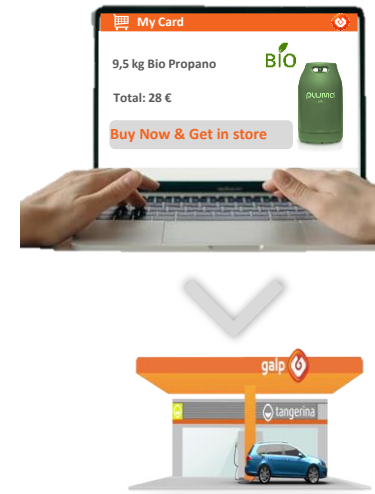 My Card
9,5 kg Bio Propano
BIO
PLUMA
Total: 28 €
Buy Now & Get in store
galp
tangerina